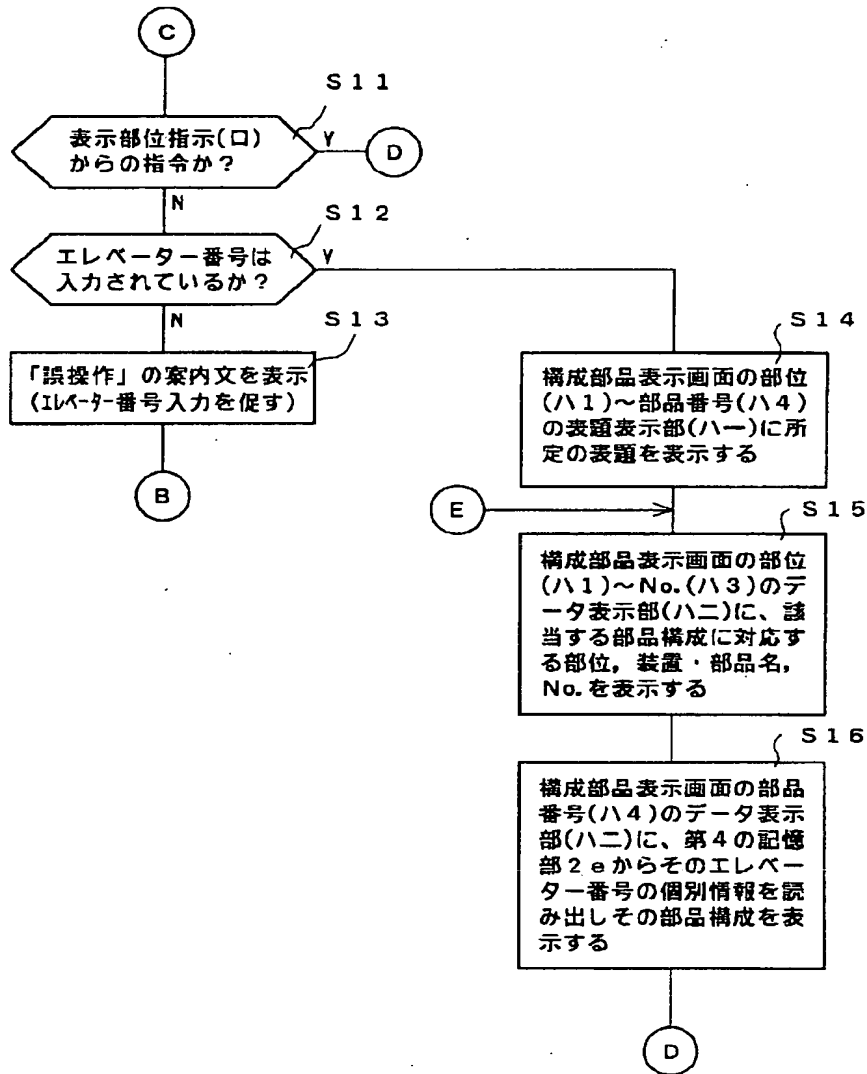 C
S11
表示部位指示(ロ)
からの指令か？
Y
D
N
S12
エレベーター番号は
入力されているか？
Y
N
S13
「誤操作」の案内文を表示
(エレベーター番号入力を促す)
B
S14
構成部品表示画面の部位
(ハ1)～部品番号(ハ4)
の表題表示部(ハ一)に所
定の表題を表示する
E
S15
構成部品表示画面の部位
(ハ1)～No.(ハ3)のデ
ータ表示部(ハ二)に、該
当する部品構成に対応す
る部位，装置・部品名，
No.を表示する
S16
構成部品表示画面の部品
番号(ハ4)のデータ表示
部(ハ二)に、第4の記憶
部2eからそのエレベー
ター番号の個別情報を読
み出しその部品構成を表
示する
D